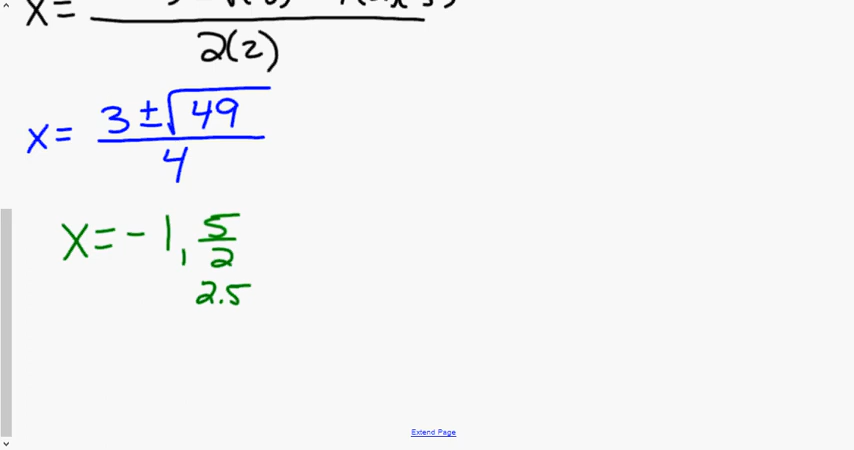 x =
2(2)
x = 3 ± √49
4
x = -1, 5/2
2.5
Extend Page